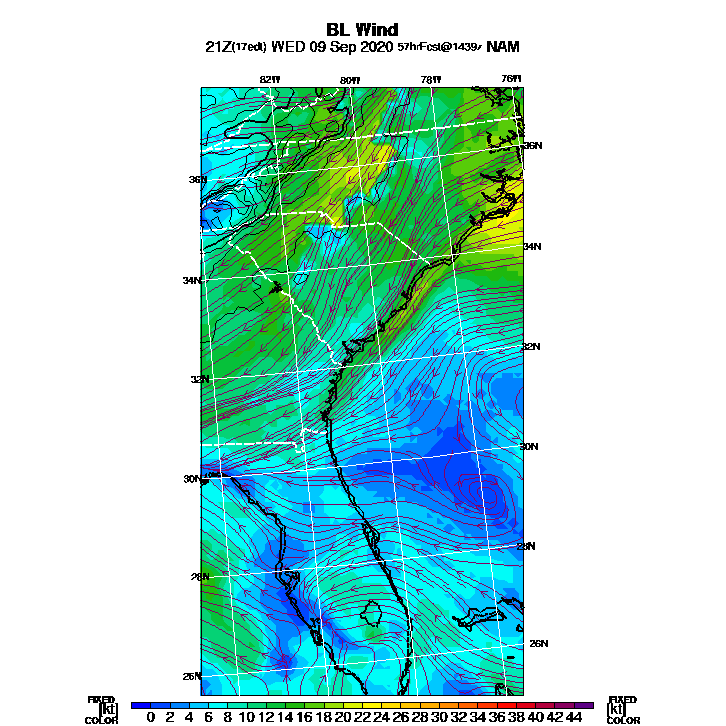 BL Wind
21Z(17edt) WED 09 Sep 2020 57hrFcst@1439z NAM
82W 80W 78W 76W
36N 36N
34N 34N
32N 32N
30N 30N
28N 28N
26N 26N
FIXED FIXED
[kt] 0 2 4 6 8 10 12 14 16 18 20 22 24 26 28 30 32 34 36 38 40 42 44 [kt]
COLOR COLOR